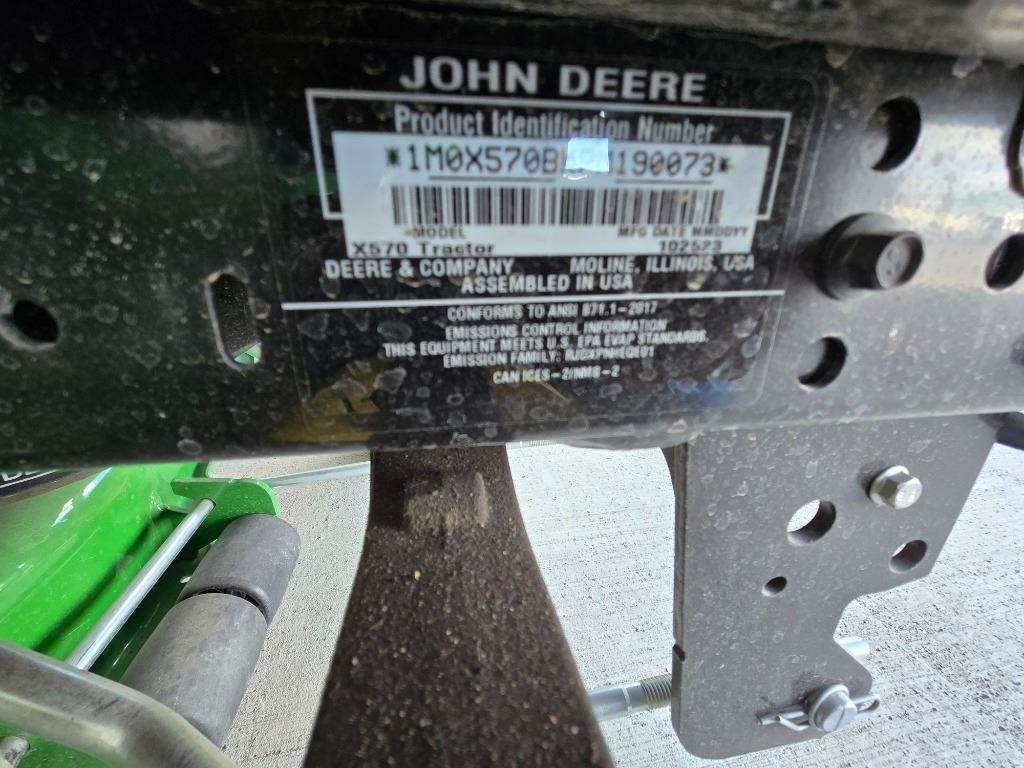 JOHN DEERE
Product Identification Number
MODEL MFG DATE MMDDYY
X570 Tractor 102523
DEERE & COMPANY MOLINE, ILLINOIS, USA
ASSEMBLED IN USA
CONFORMS TO ANSI B71.1-2017
EMISSIONS CONTROL INFORMATION
THIS EQUIPMENT MEETS U.S. EPA EVAP STANDARDS.
EMISSION FAMILY:
CAN ICES-2/NMB-2